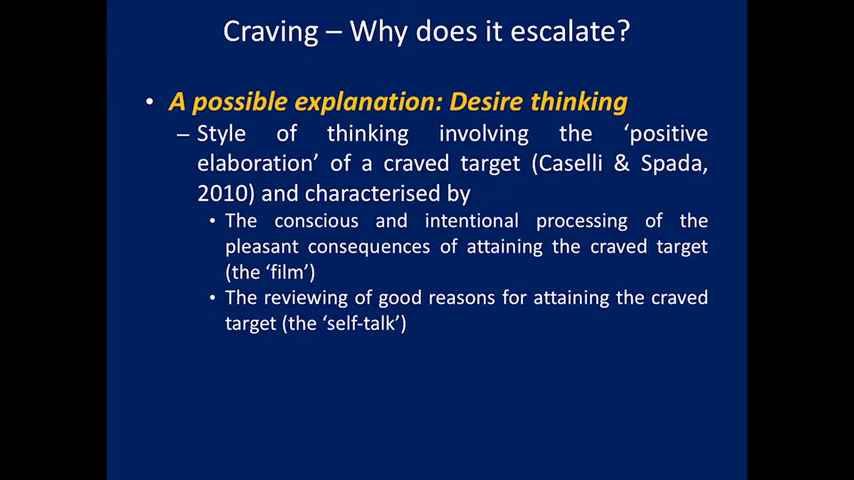 Craving – Why does it escalate?
• A possible explanation: Desire thinking
– Style of thinking involving the ‘positive
elaboration’ of a craved target (Caselli & Spada,
2010) and characterised by
• The conscious and intentional processing of the
pleasant consequences of attaining the craved target
(the ‘film’)
• The reviewing of good reasons for attaining the craved
target (the ‘self-talk’)